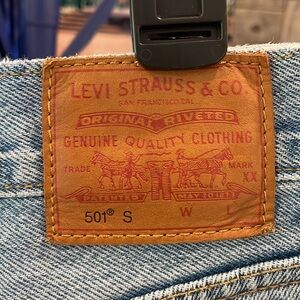 LEVI STRAUSS & CO.
SAN FRANCISCO, CAL.
ORIGINAL RIVETED
GENUINE QUALITY CLOTHING
TRADE MARK
XX
PATENTED MAY 20 1873
501® S W L